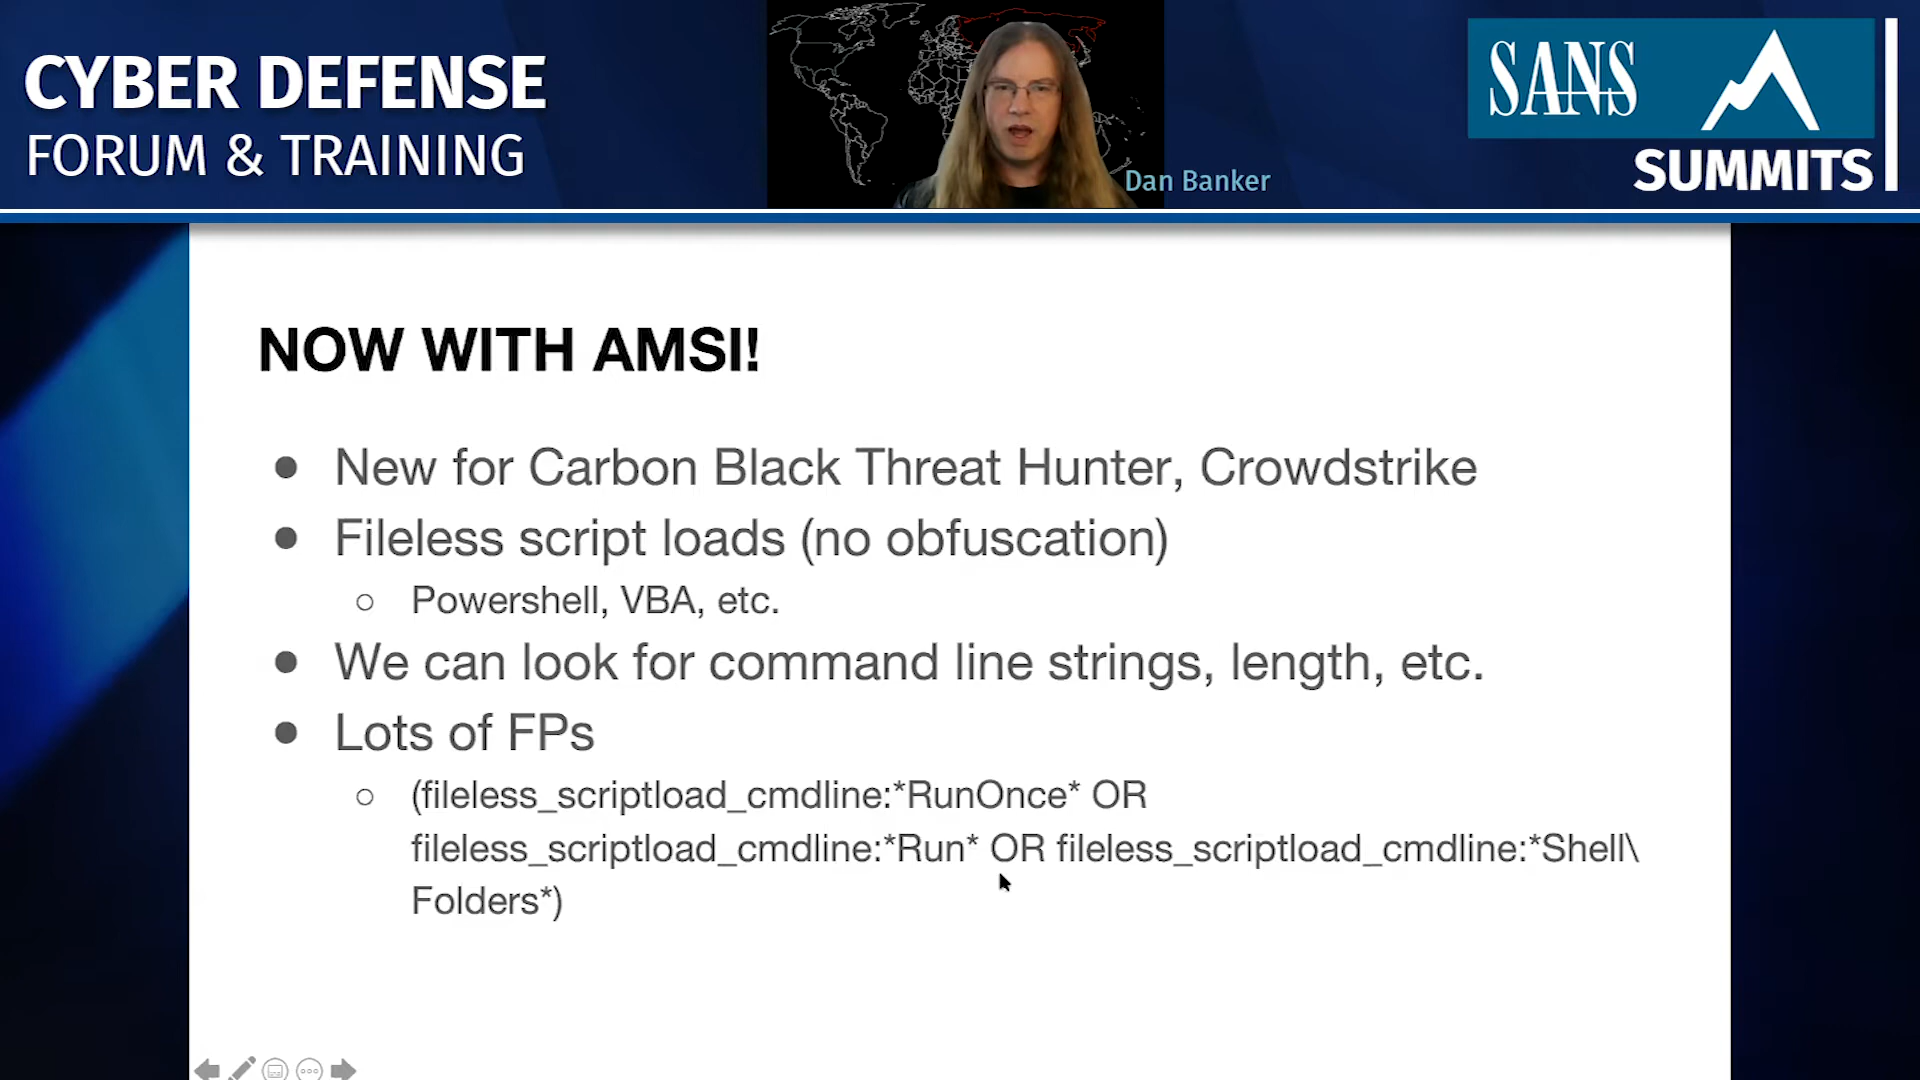 CYBER DEFENSE
FORUM & TRAINING
Dan Banker
SANS
SUMMITS
NOW WITH AMSI!
● New for Carbon Black Threat Hunter, Crowdstrike
● Fileless script loads (no obfuscation)
○ Powershell, VBA, etc.
● We can look for command line strings, length, etc.
● Lots of FPs
○ (fileless_scriptload_cmdline:*RunOnce* OR
fileless_scriptload_cmdline:*Run* OR fileless_scriptload_cmdline:*Shell\
Folders*)